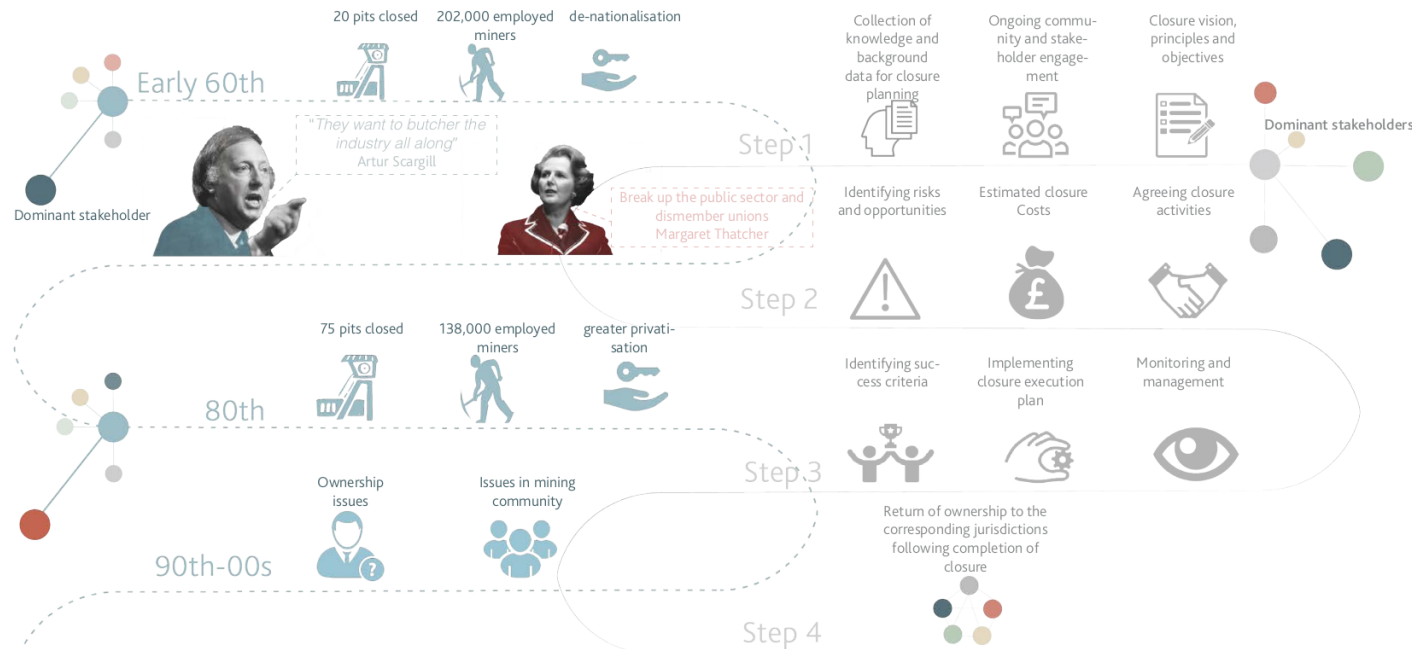 20 pits closed
202,000 employed
miners
de-nationalisation
Early 60th
"They want to butcher the
industry all along"
Artur Scargill
Break up the public sector and
dismember unions
Margaret Thatcher
Dominant stakeholder
75 pits closed
138,000 employed
miners
greater privati-
sation
80th
Ownership
issues
?
Issues in mining
community
90th-00s
Collection of
knowledge and
background
data for closure
planning
Ongoing commu-
nity and stake-
holder engage-
ment
Closure vision,
principles and
objectives
Step 1
Dominant stakeholders
Identifying risks
and opportunities
Estimated closure
Costs
Agreeing closure
activities
£
Step 2
Identifying suc-
cess criteria
Implementing
closure execution
plan
Monitoring and
management
Step 3
Return of ownership to the
corresponding jurisdictions
following completion of
closure
Step 4